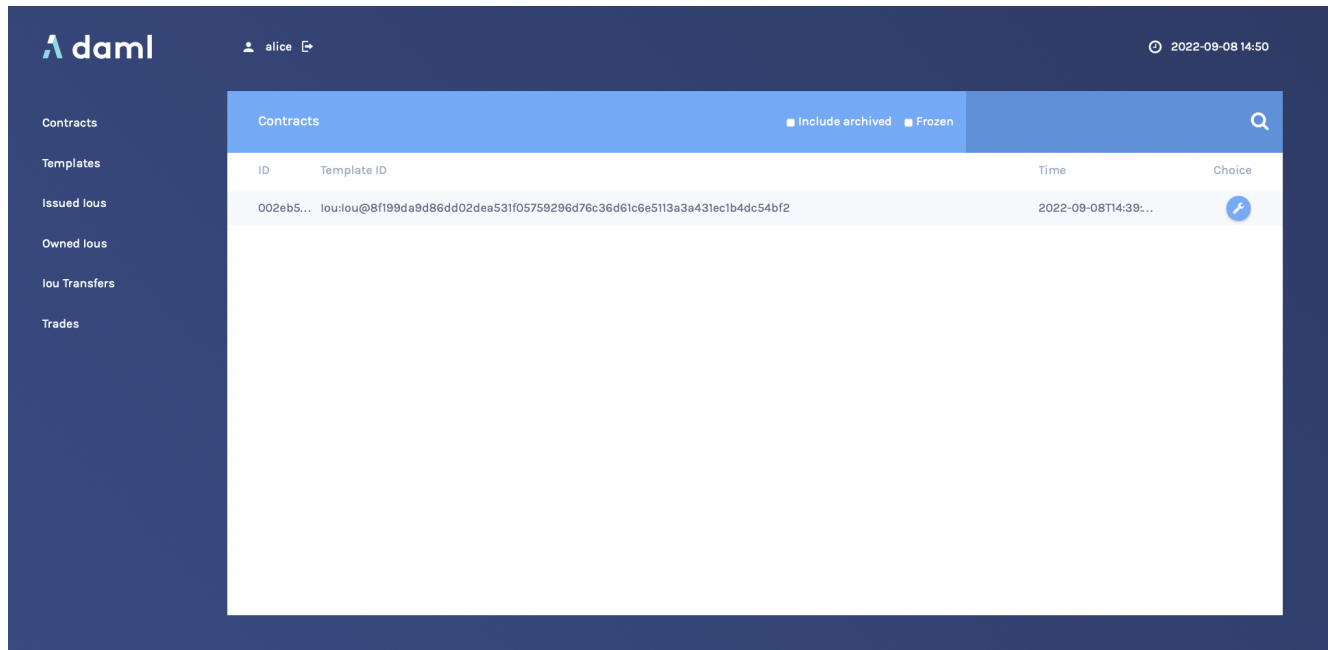 daml
alice
2022-09-08 14:50
Contracts
Templates
Issued Ious
Owned Ious
Iou Transfers
Trades
Contracts
Include archived
Frozen
ID Template ID Time Choice
002eb5... Iou:Iou@8f199da9d86dd02dea531f05759296d76c36d61c6e5113a3a431ec1b4dc54bf2 2022-09-08T14:39:...